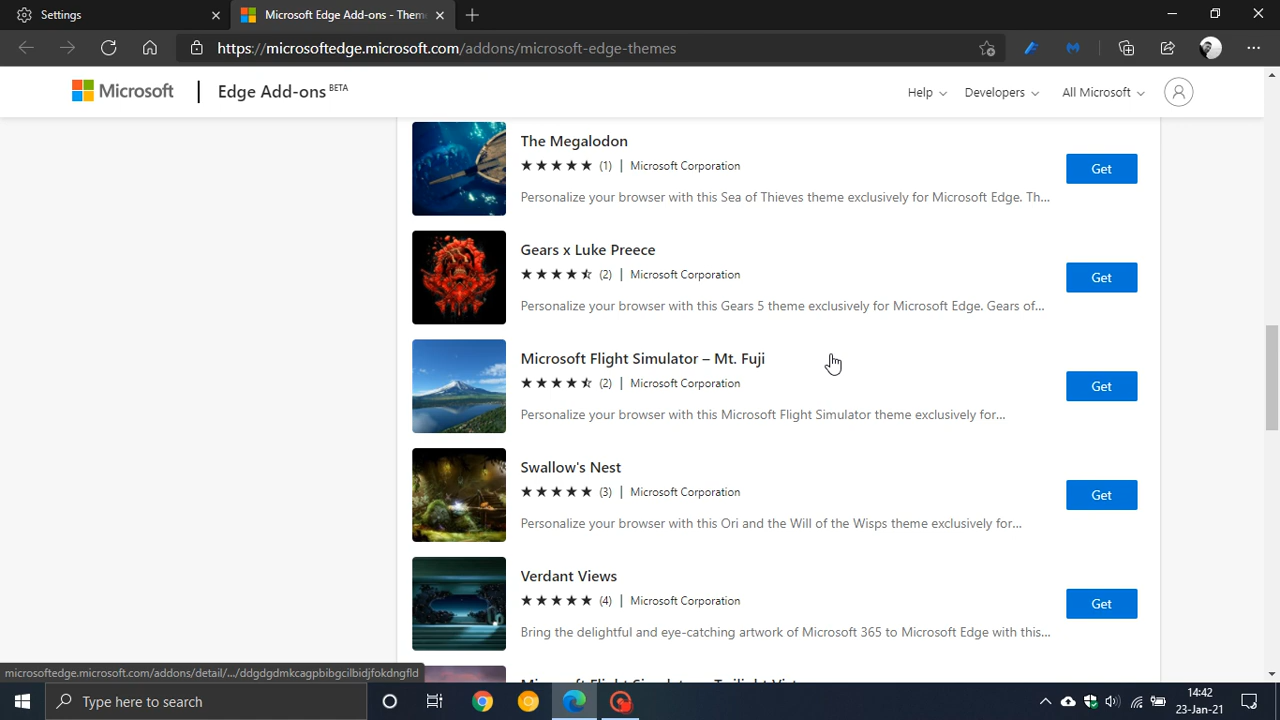 Settings
Microsoft Edge Add-ons - Them
https://microsoftedge.microsoft.com/addons/microsoft-edge-themes
Microsoft | Edge Add-ons BETA
Help
Developers
All Microsoft
The Megalodon
(1) | Microsoft Corporation
Personalize your browser with this Sea of Thieves theme exclusively for Microsoft Edge. Th...
Get
Gears x Luke Preece
(2) | Microsoft Corporation
Personalize your browser with this Gears 5 theme exclusively for Microsoft Edge. Gears of...
Get
Microsoft Flight Simulator – Mt. Fuji
(2) | Microsoft Corporation
Personalize your browser with this Microsoft Flight Simulator theme exclusively for...
Get
Swallow's Nest
(3) | Microsoft Corporation
Personalize your browser with this Ori and the Will of the Wisps theme exclusively for...
Get
Verdant Views
(4) | Microsoft Corporation
Bring the delightful and eye-catching artwork of Microsoft 365 to Microsoft Edge with this...
Get
microsoftedge.microsoft.com/addons/detail/.../ddgdgdmkcagpbibgcilbidjfokdngfld
Type here to search
14:42
23-Jan-21